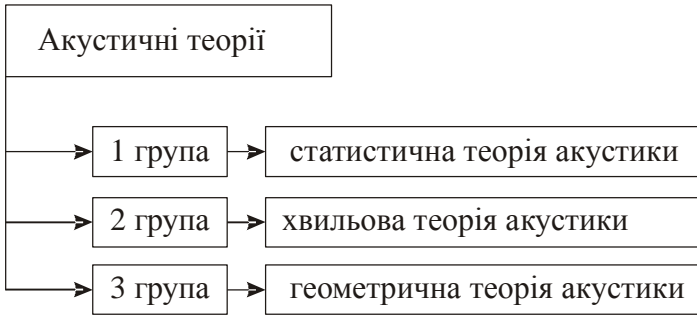 Акустичні теорії
1 група статистична теорія акустики
2 група хвильова теорія акустики
3 група геометрична теорія акустики